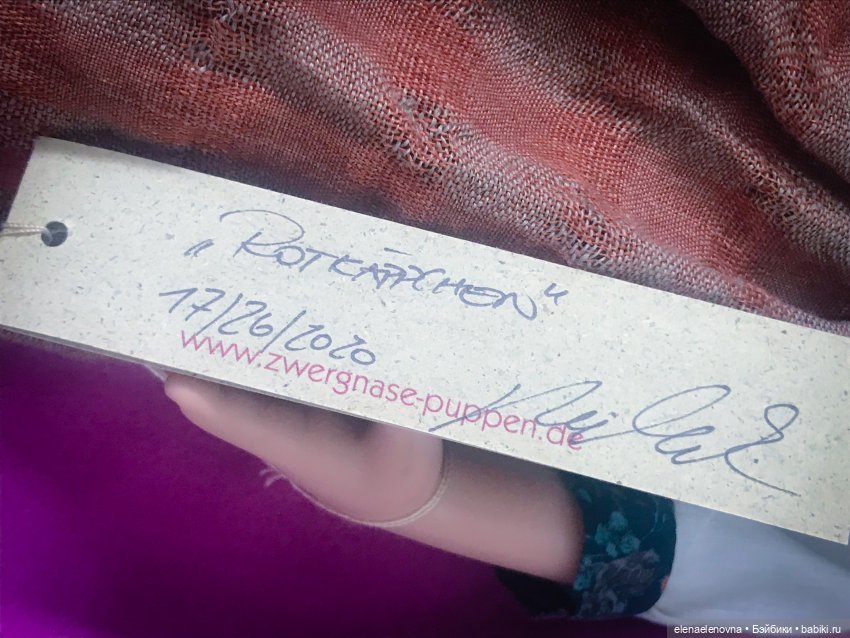 „ROTKÄPPCHEN“
17/26/2020
www.zwergnase-puppen.de
elenaelenovna • Бэйбики • babiki.ru